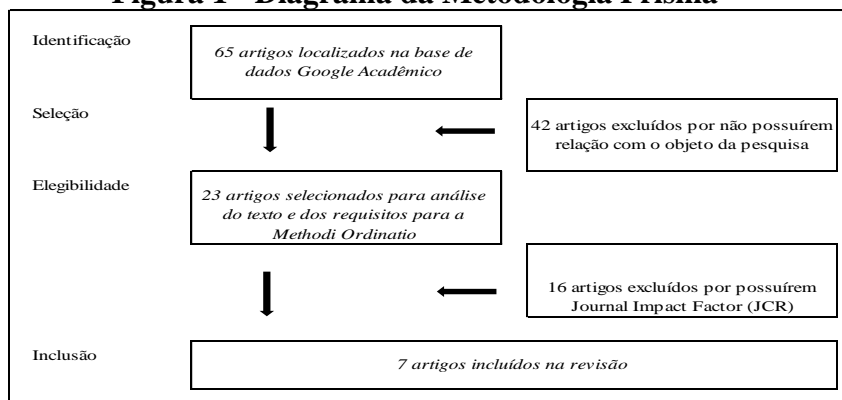 Figura 1 - Diagrama da Metodologia Prisma
Identificação
65 artigos localizados na base de
dados Google Acadêmico
Seleção
42 artigos excluídos por não possuírem
relação com o objeto da pesquisa
Elegibilidade
23 artigos selecionados para análise
do texto e dos requisitos para a
Methodi Ordinatio
16 artigos excluídos por possuírem
Journal Impact Factor (JCR)
Inclusão
7 artigos incluídos na revisão